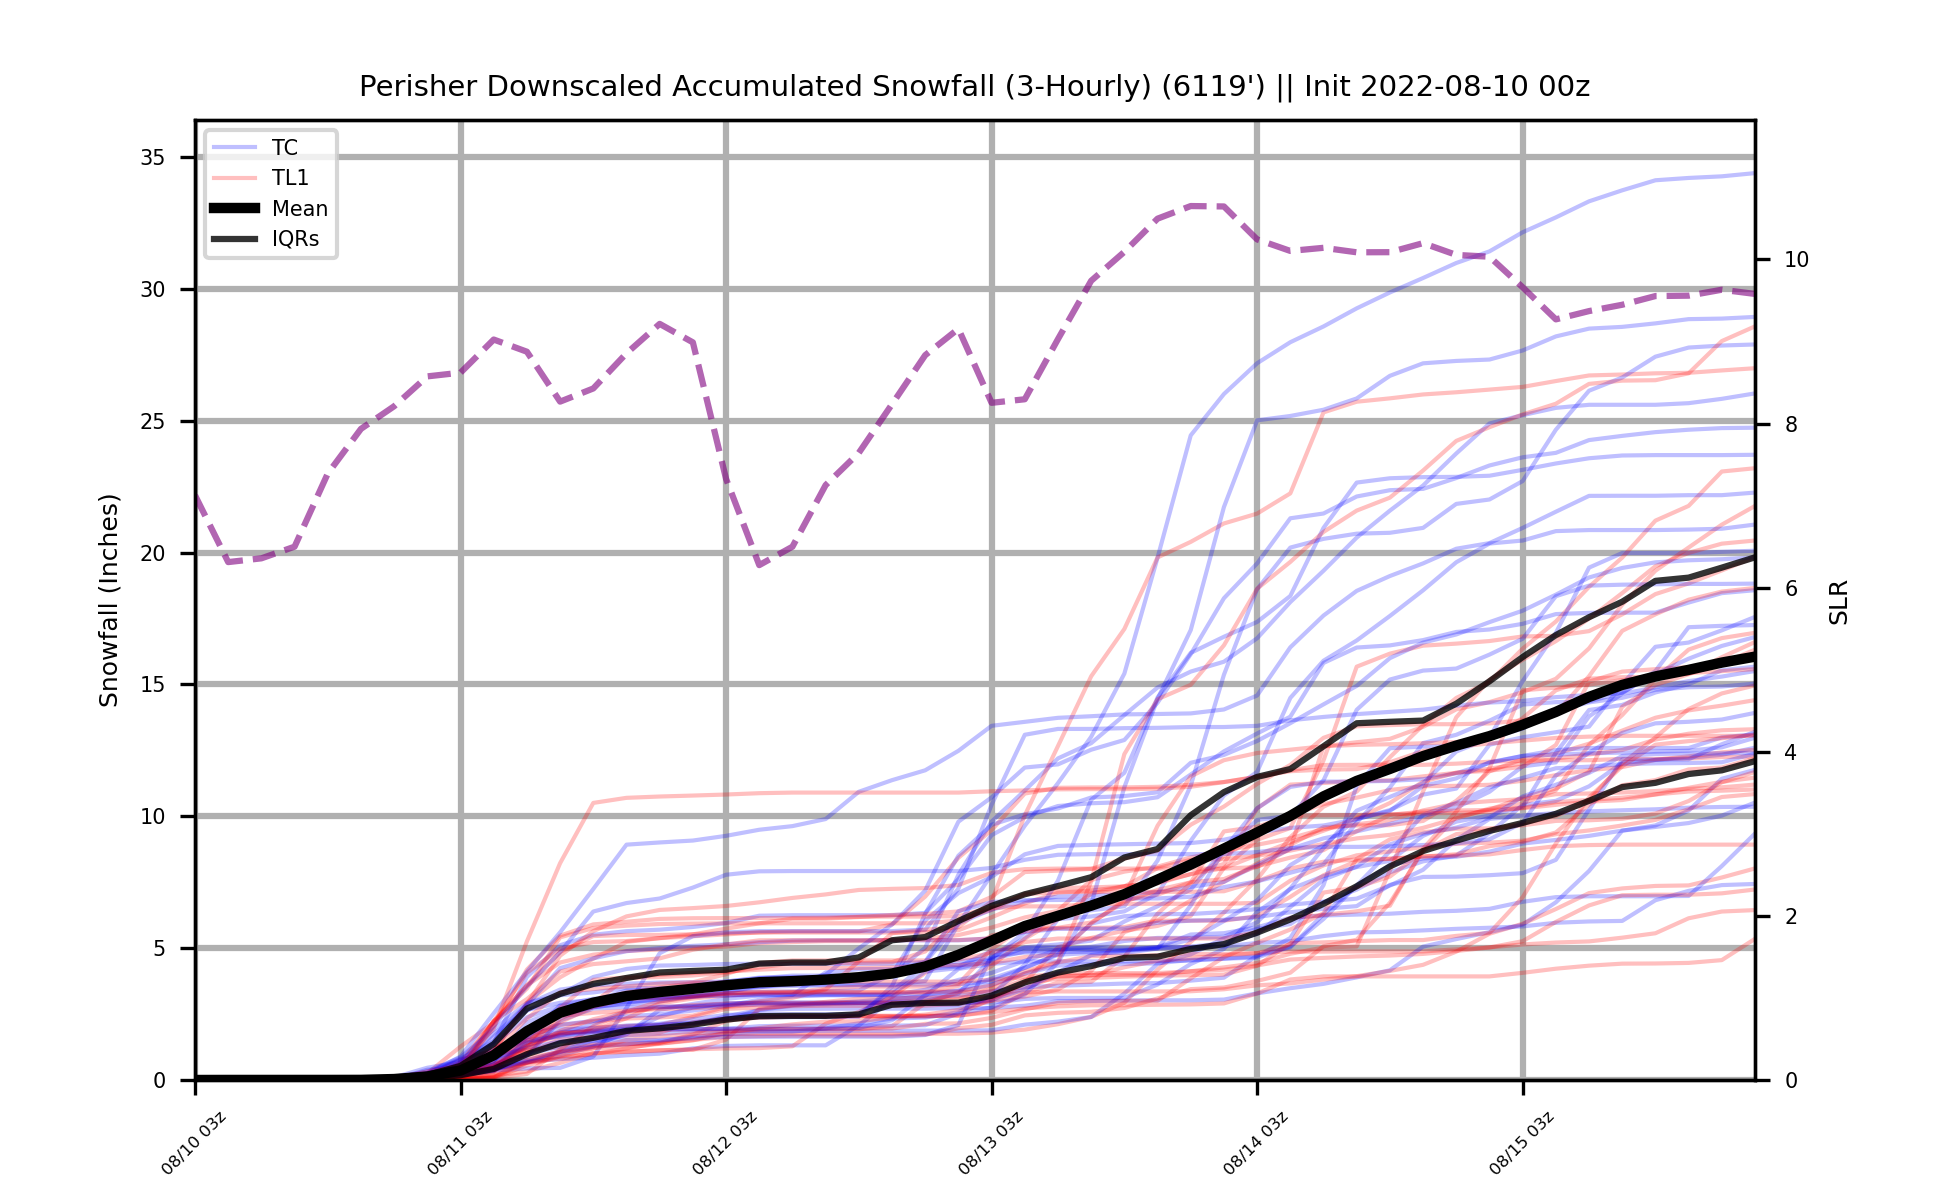 Perisher Downscaled Accumulated Snowfall (3-Hourly) (6119') || Init 2022-08-10 00z
TC
TL1
Mean
IQRs
35
30
25
20
15
10
5
0
Snowfall (Inches)
10
8
6
4
2
0
SLR
08/10 03z
08/11 03z
08/12 03z
08/13 03z
08/14 03z
08/15 03z